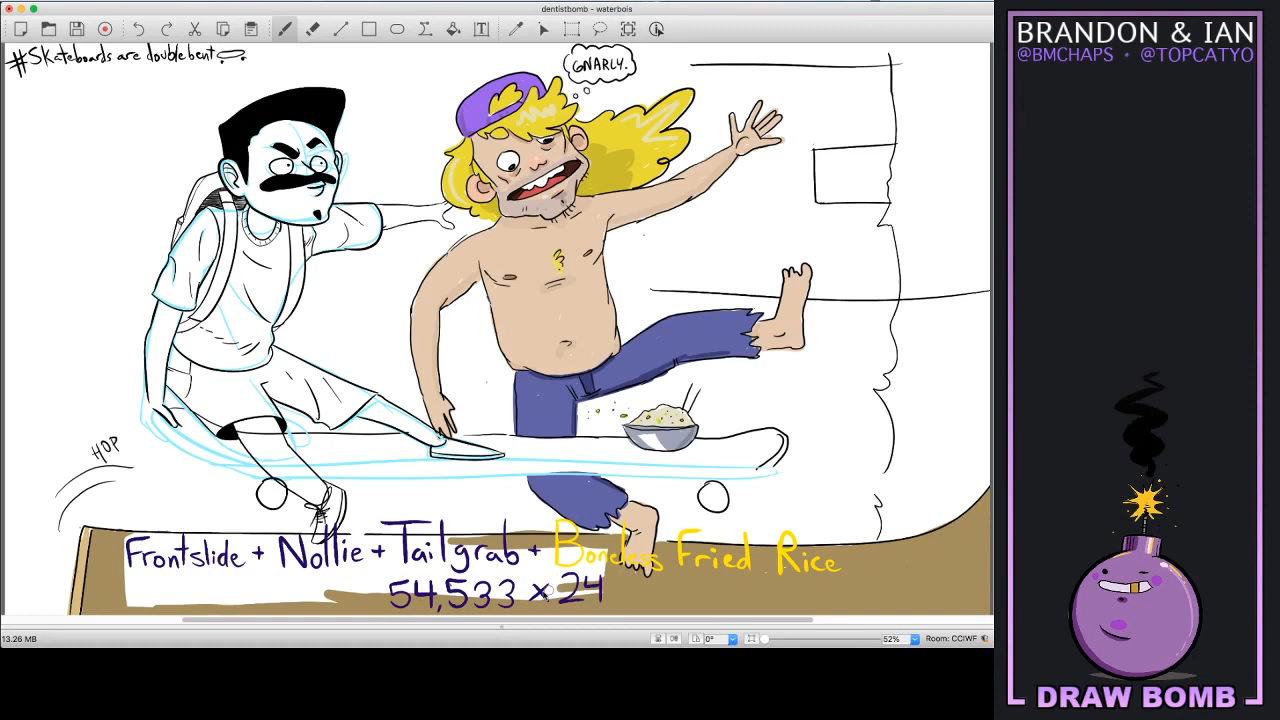 dentistbomb - waterbois
#Skateboards are doublebent
GNARLY.
HOP
Frontslide + Nollie + Tailgrab + Boneless Fried Rice
54,533 x 24
13.26 MB
0°
52%
Room: CCIWF
BRANDON & IAN
@BMCHAPS • @TOPCATYO
DRAW BOMB